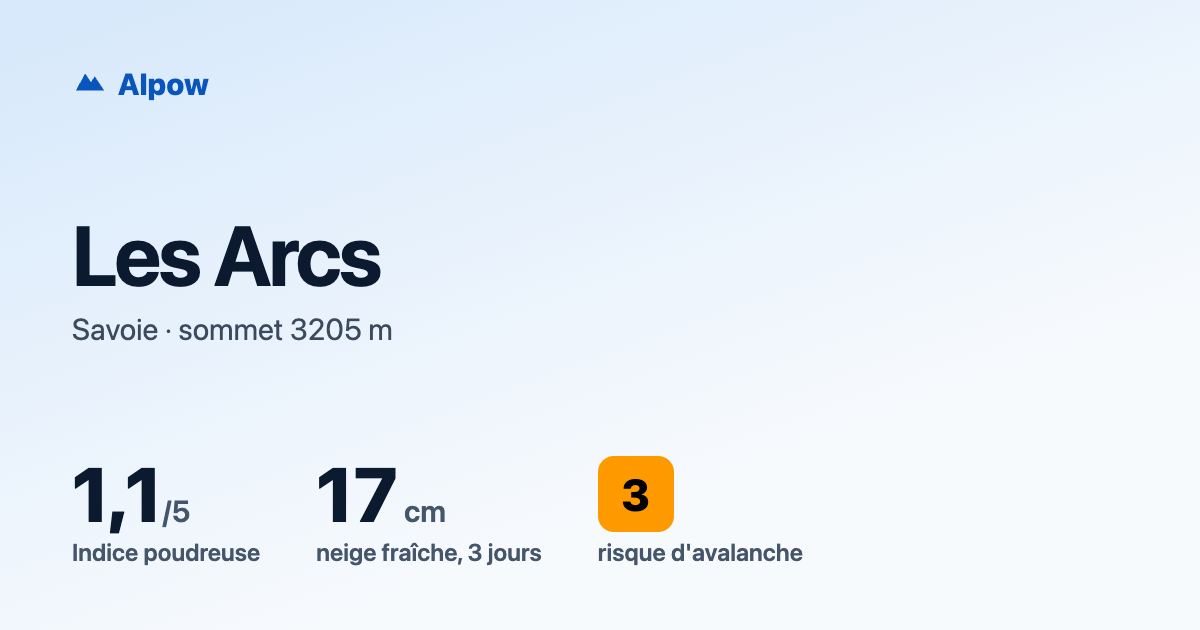 Alpow
Les Arcs
Savoie · sommet 3205 m
1,1/5
Indice poudreuse
17 cm
neige fraîche, 3 jours
3
risque d'avalanche